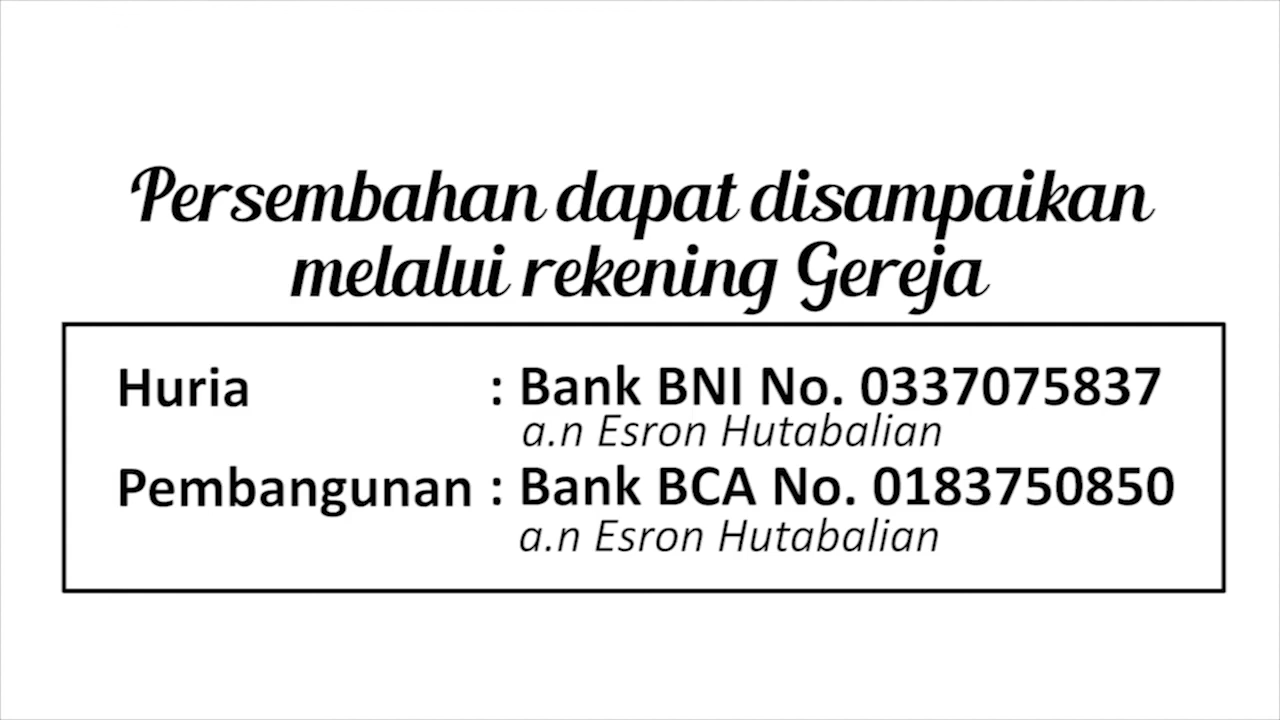 Persembahan dapat disampaikan
melalui rekening Gereja
Huria : Bank BNI No. 0337075837
a.n Esron Hutabalian
Pembangunan : Bank BCA No. 0183750850
a.n Esron Hutabalian